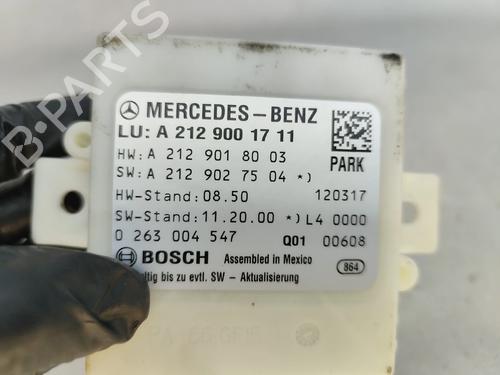 MERCEDES-BENZ
LU: A 212 900 17 11
HW: A 212 901 80 03
PARK
SW: A 212 902 75 04 *)
HW-Stand: 08.50 120317
SW-Stand: 11.20.00 *) L4 0000
0 263 004 547 Q01 00608
BOSCH Assembled in Mexico
bis zu evtl. SW - Aktualisierung
864
B-Parts